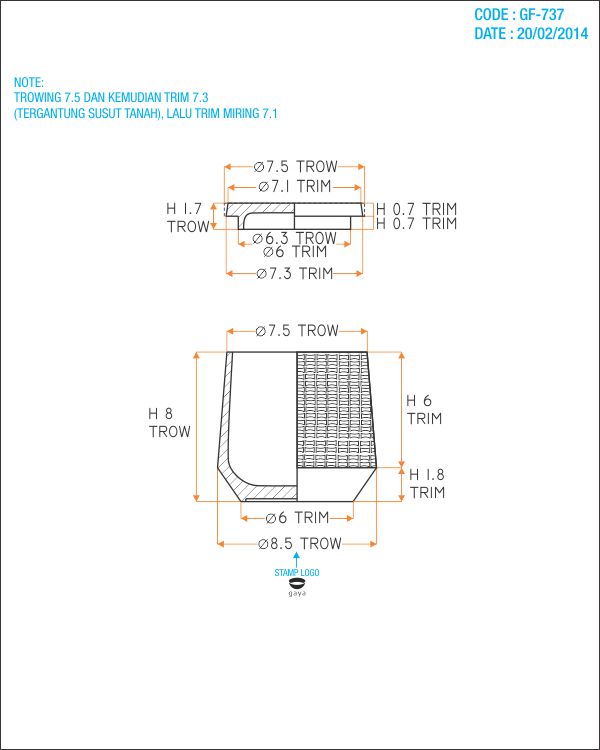 CODE : GF-737
DATE : 20/02/2014
NOTE:
TROWING 7.5 DAN KEMUDIAN TRIM 7.3
(TERGANTUNG SUSUT TANAH), LALU TRIM MIRING 7.1
Ø7.5 TROW
Ø7.1 TRIM
H 1.7
TROW
H 0.7 TRIM
H 0.7 TRIM
Ø6.3 TROW
Ø6 TRIM
Ø7.3 TRIM
Ø7.5 TROW
H 8
TROW
H 6
TRIM
H 1.8
TRIM
Ø6 TRIM
Ø8.5 TROW
STAMP LOGO
gaya